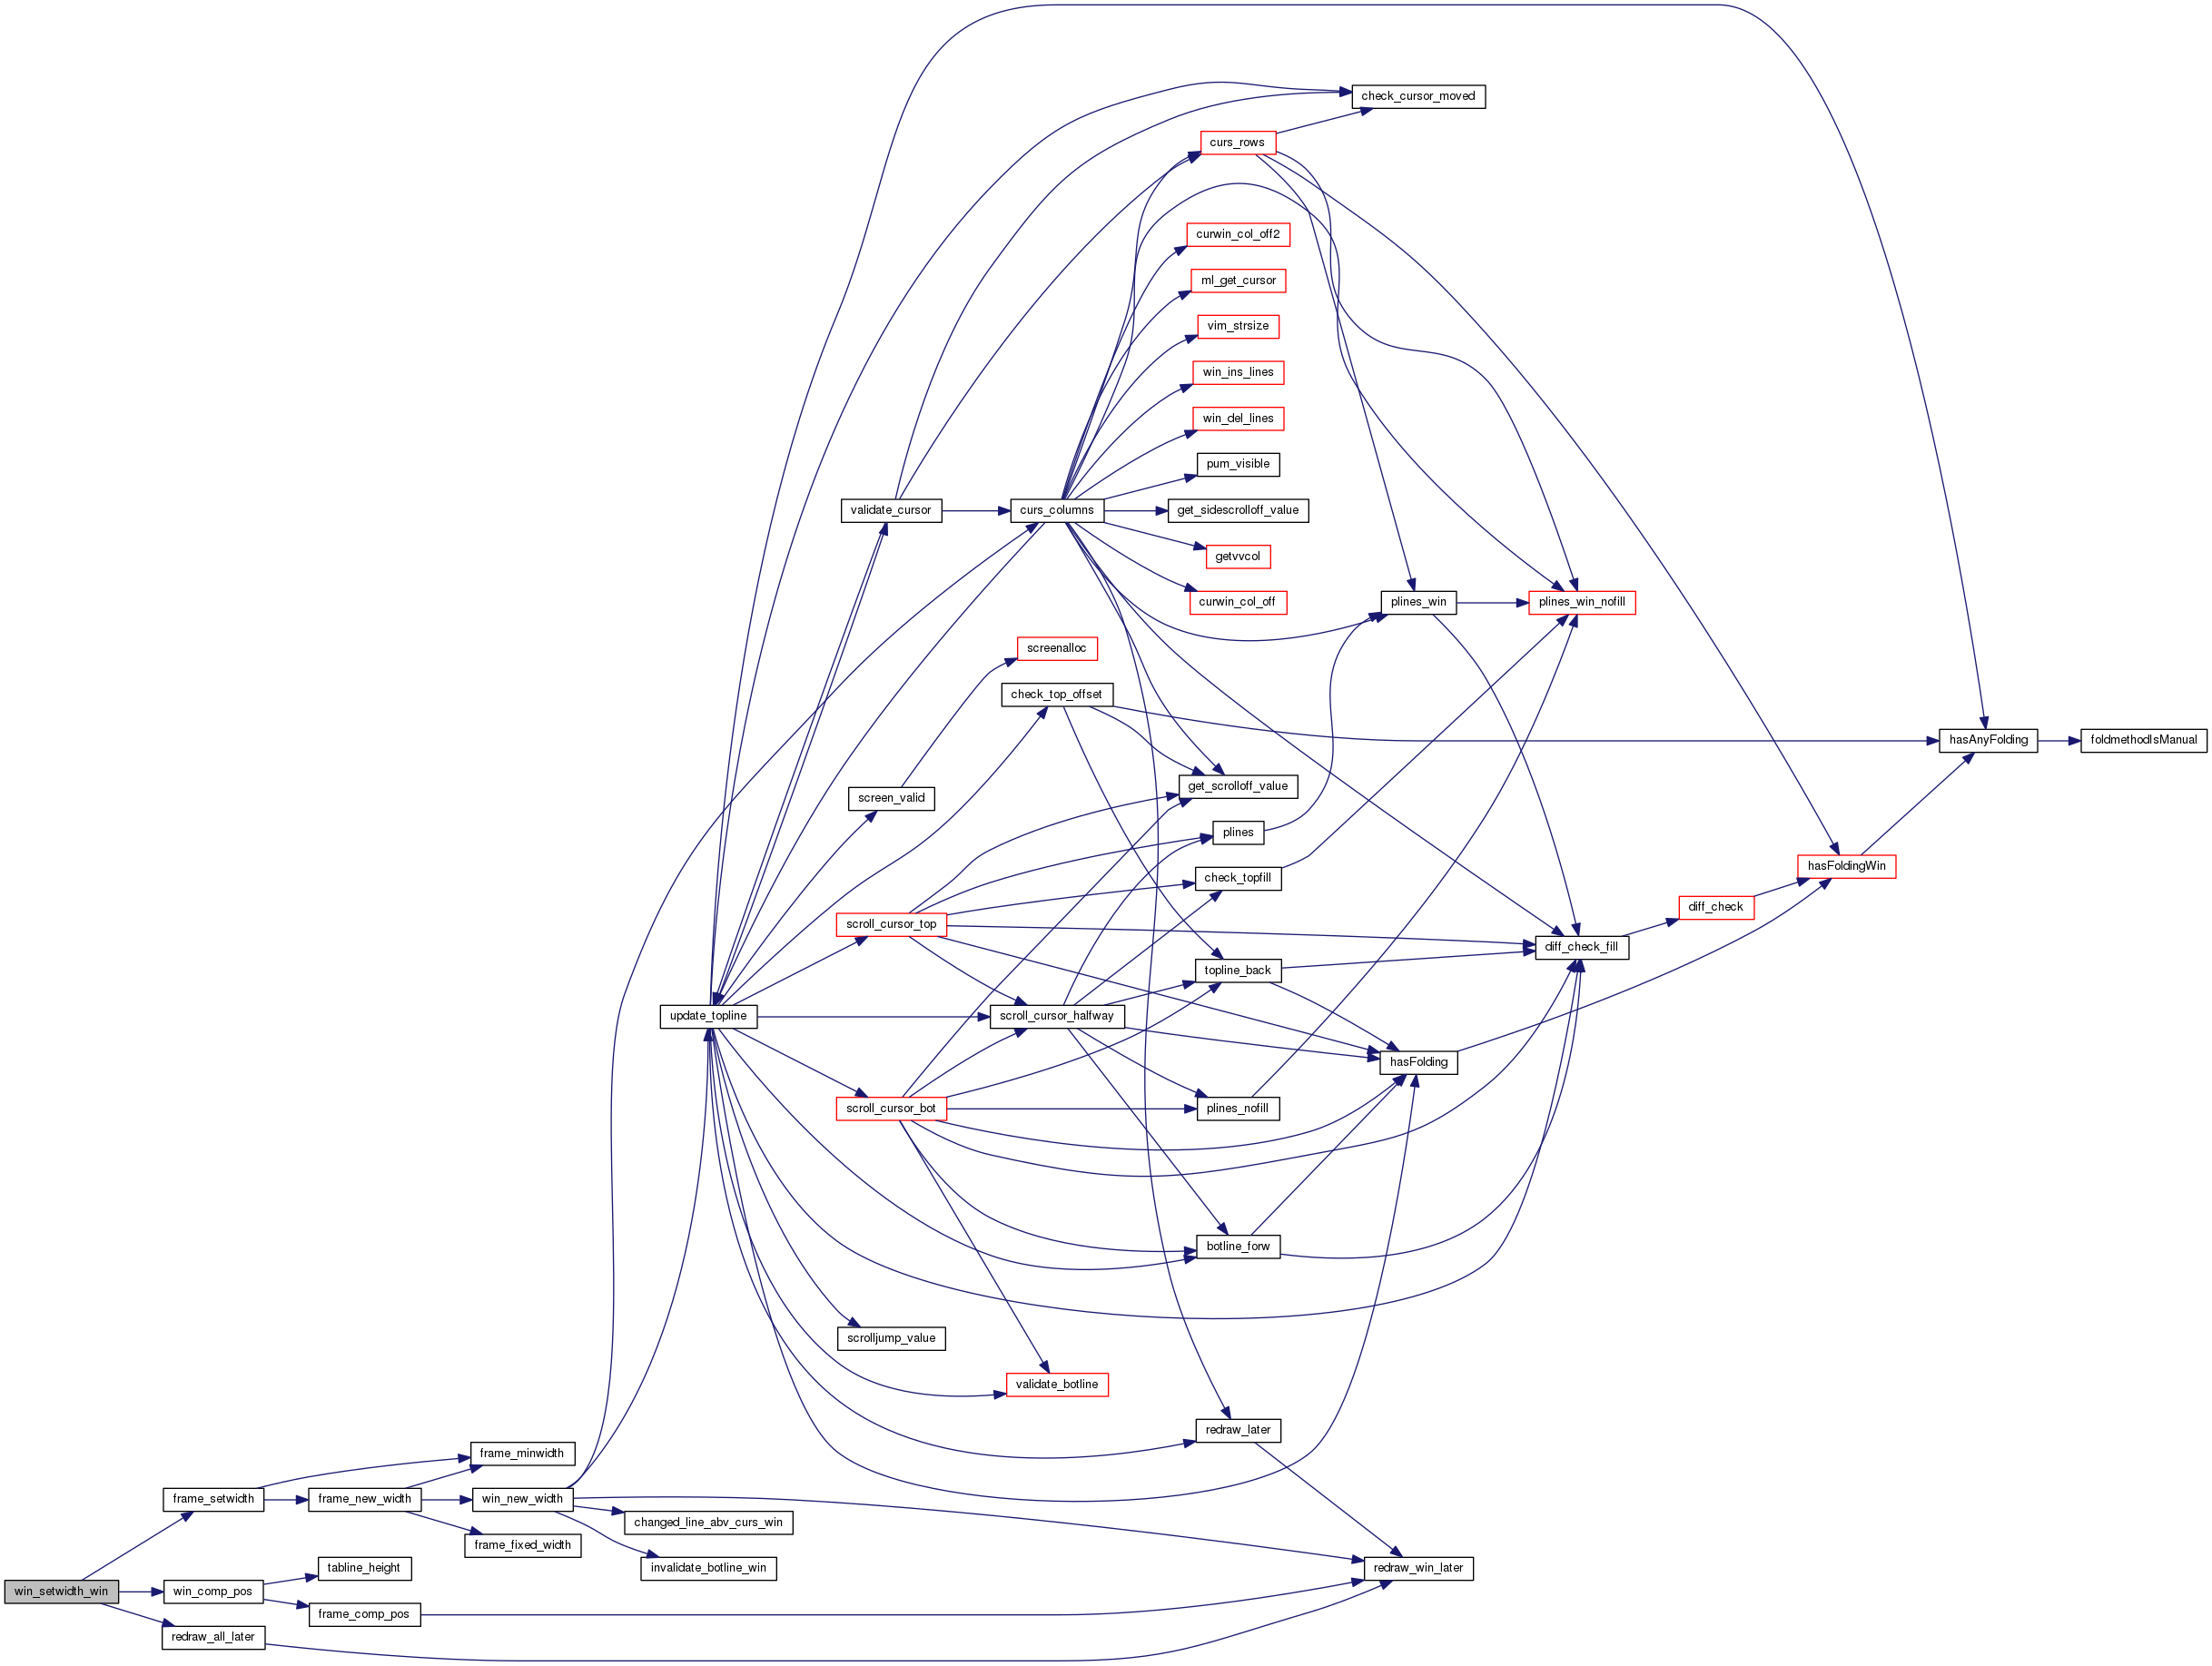 check_cursor_moved
curs_rows
curwin_col_off2
ml_get_cursor
vim_strsize
win_ins_lines
win_del_lines
pum_visible
validate_cursor
curs_columns
get_sidescrolloff_value
getvvcol
curwin_col_off
plines_win
plines_win_nofill
screenalloc
check_top_offset
hasAnyFolding
foldmethodIsManual
get_scrolloff_value
screen_valid
plines
hasFoldingWin
check_topfill
diff_check
scroll_cursor_top
diff_check_fill
topline_back
update_topline
scroll_cursor_halfway
hasFolding
scroll_cursor_bot
plines_nofill
botline_forw
scrolljump_value
validate_botline
redraw_later
frame_minwidth
frame_setwidth
frame_new_width
win_new_width
changed_line_abv_curs_win
frame_fixed_width
invalidate_botline_win
redraw_win_later
tabline_height
win_setwidth_win
win_comp_pos
frame_comp_pos
redraw_all_later